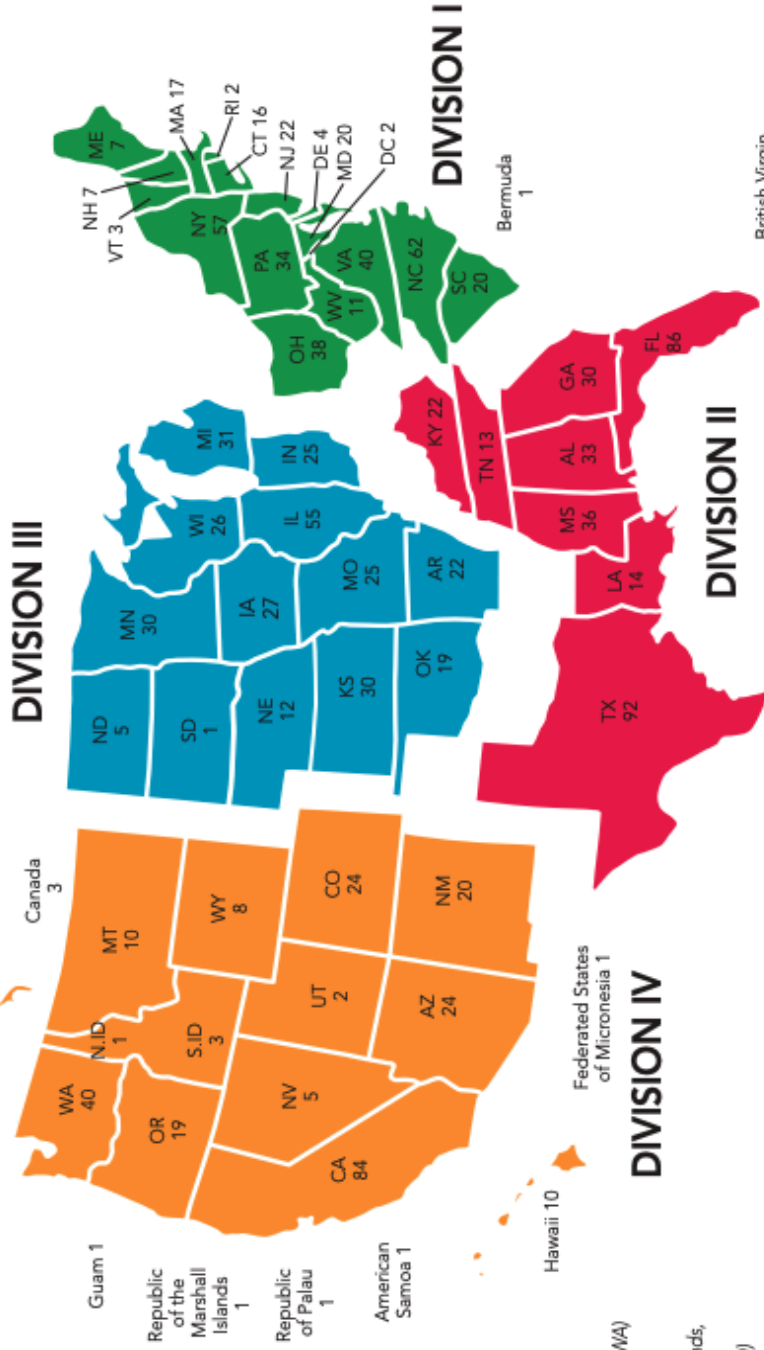 DIVISION III
DIVISION I
DIVISION II
DIVISION IV
Canada
3
Guam 1
Republic
of the
Marshall
Islands
1
Republic
of Palau
1
American
Samoa 1
Hawaii 10
Federated States
of Micronesia 1
WA
40
N.ID
1
MT
10
OR
19
S.ID
3
WY
8
NV
5
UT
2
CO
24
CA
84
AZ
24
NM
20
ND
5
MN
30
SD
1
WI
26
MI
31
NE
12
IA
27
IL
55
IN
25
KS
30
MO
25
OK
19
AR
22
TX
92
LA
14
MS
36
AL
33
GA
30
FL
86
KY 22
TN 13
OH
38
WV
11
PA
34
NY
57
VT 3
NH 7
ME
7
MA 17
RI 2
CT 16
NJ 22
DE 4
MD 20
DC 2
VA
40
NC 62
SC
20
Bermuda
1
British Virgin
WA)
ds,